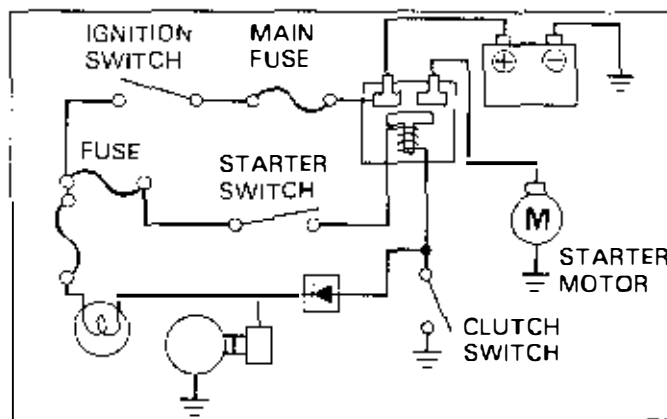 IGNITION
SWITCH
MAIN
FUSE
+
−
FUSE
STARTER
SWITCH
M
STARTER
MOTOR
CLUTCH
SWITCH